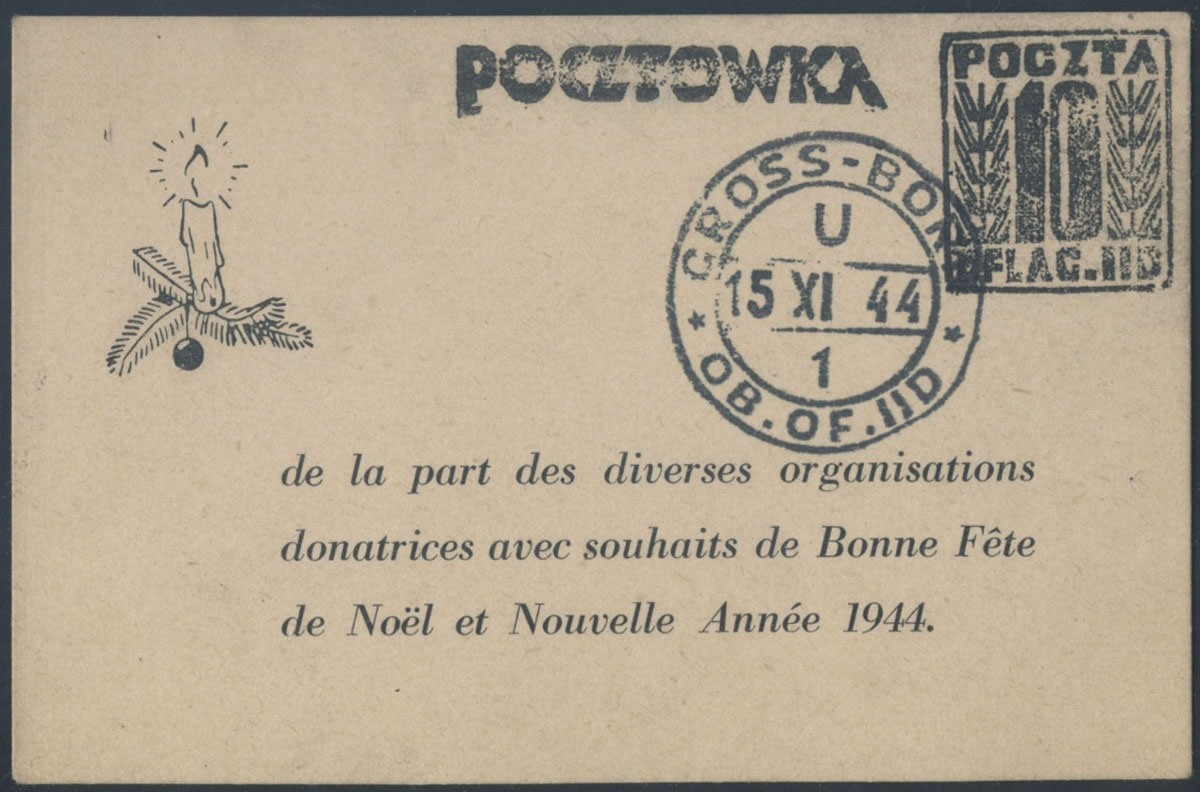 POCZTOWKA
POCZTA
10
OFLAG.IID
GROSS-BOR
U
15 XI 44
1
OB.OF.IID
de la part des diverses organisations
donatrices avec souhaits de Bonne Fête
de Noël et Nouvelle Année 1944.